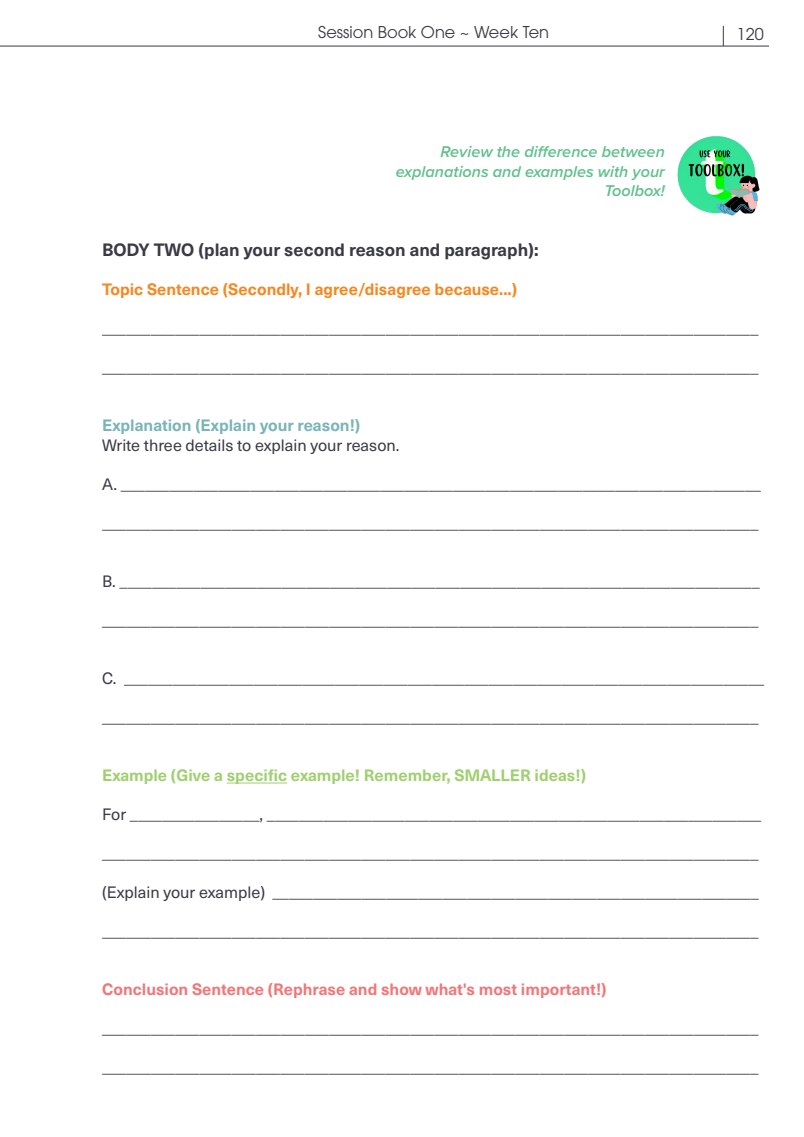 Session Book One ~ Week Ten
120
Review the difference between
explanations and examples with your
Toolbox!
USE YOUR
TOOLBOX!
t
BODY TWO (plan your second reason and paragraph):
Topic Sentence (Secondly, I agree/disagree because...)
Explanation (Explain your reason!)
Write three details to explain your reason.
A.
B.
C.
Example (Give a specific example! Remember, SMALLER ideas!)
For ________________, ________________
(Explain your example)
Conclusion Sentence (Rephrase and show what's most important!)